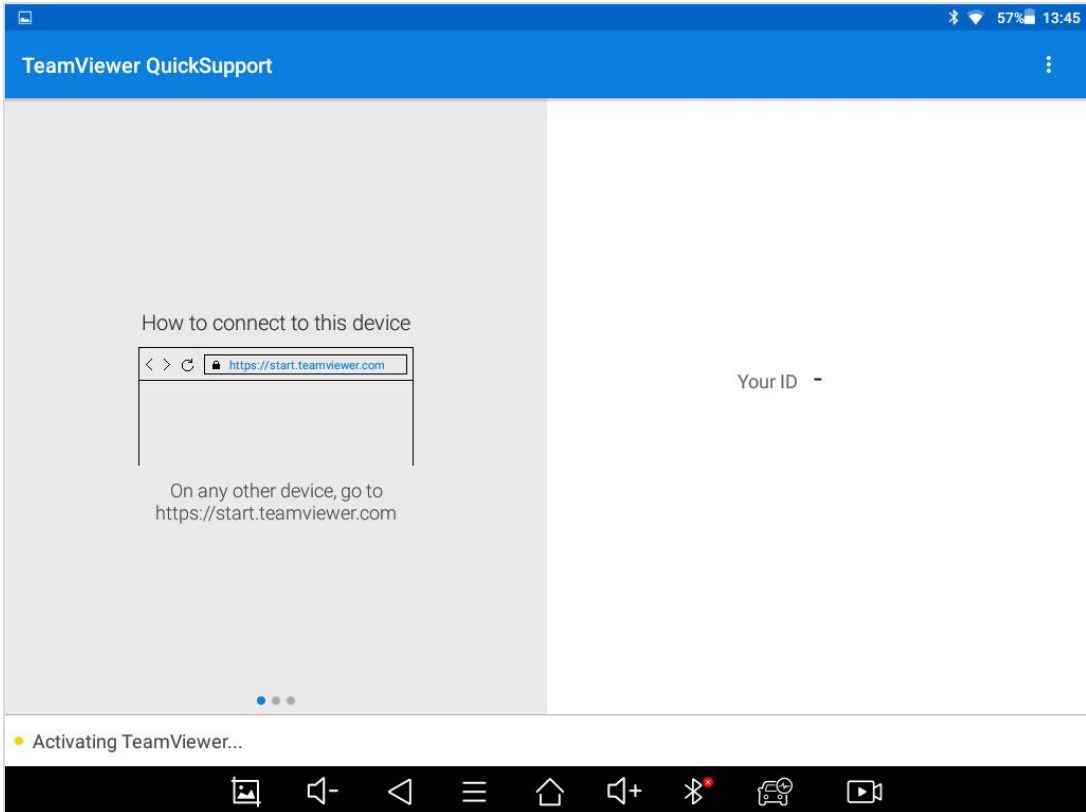 57% 13:45
TeamViewer QuickSupport
How to connect to this device
https://start.teamviewer.com
On any other device, go to
https://start.teamviewer.com
Your ID -
Activating TeamViewer...